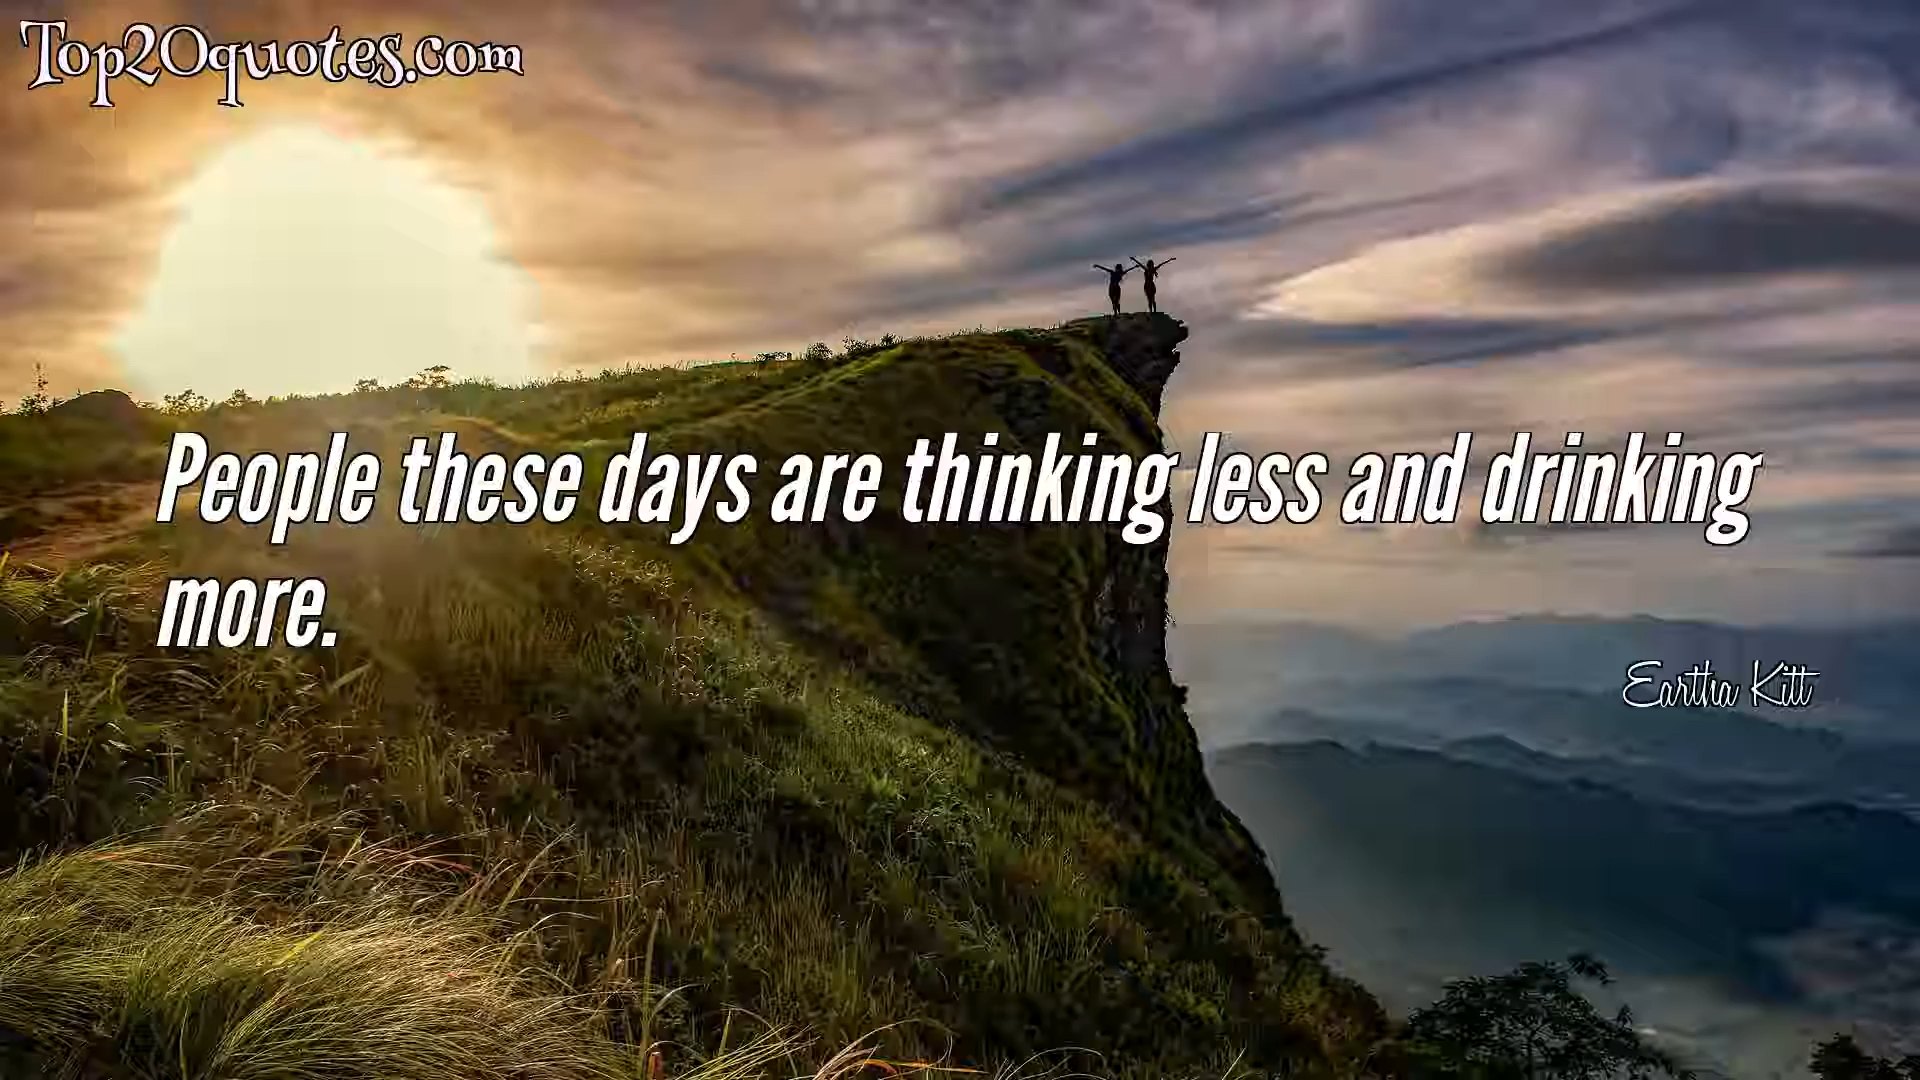 Top20quotes.com
People these days are thinking less and drinking
more.
Eartha Kitt